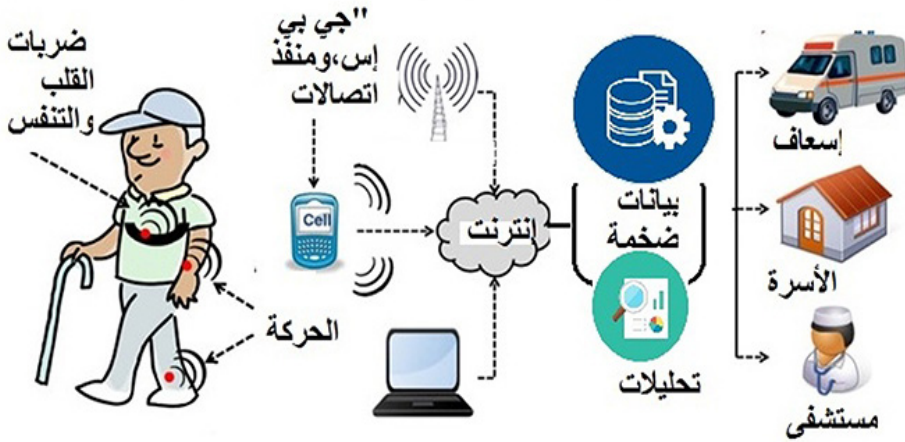 ضربات
القلب
والتنفس
"جي بي
إس،ومنفذ
اتصالات
Cell
الحركة
إنترنت
بيانات
ضخمة
تحليلات
إسعاف
الأسرة
مستشفى